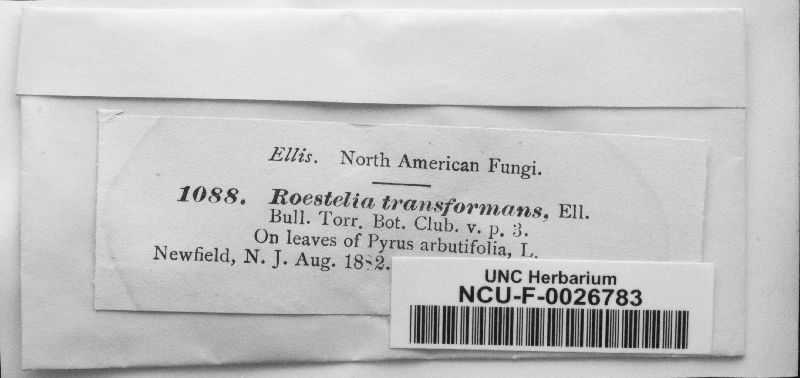 Ellis. North American Fungi.
1088. Roestelia transformans, Ell.
Bull. Torr. Bot. Club. v. p. 3.
On leaves of Pyrus arbutifolia, L.
Newfield, N. J. Aug. 1882.
UNC Herbarium
NCU-F-0026783